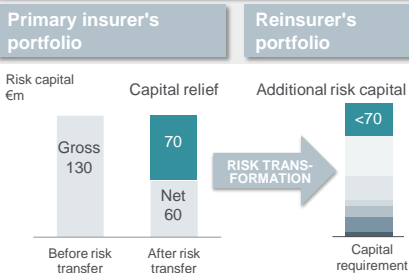 Primary insurer's
portfolio
Reinsurer's
portfolio
Risk capital
€m
Capital relief
Additional risk capital
Gross
130
70
Net
60
RISK TRANS-
FORMATION
<70
Before risk
transfer
After risk
transfer
Capital
requirement